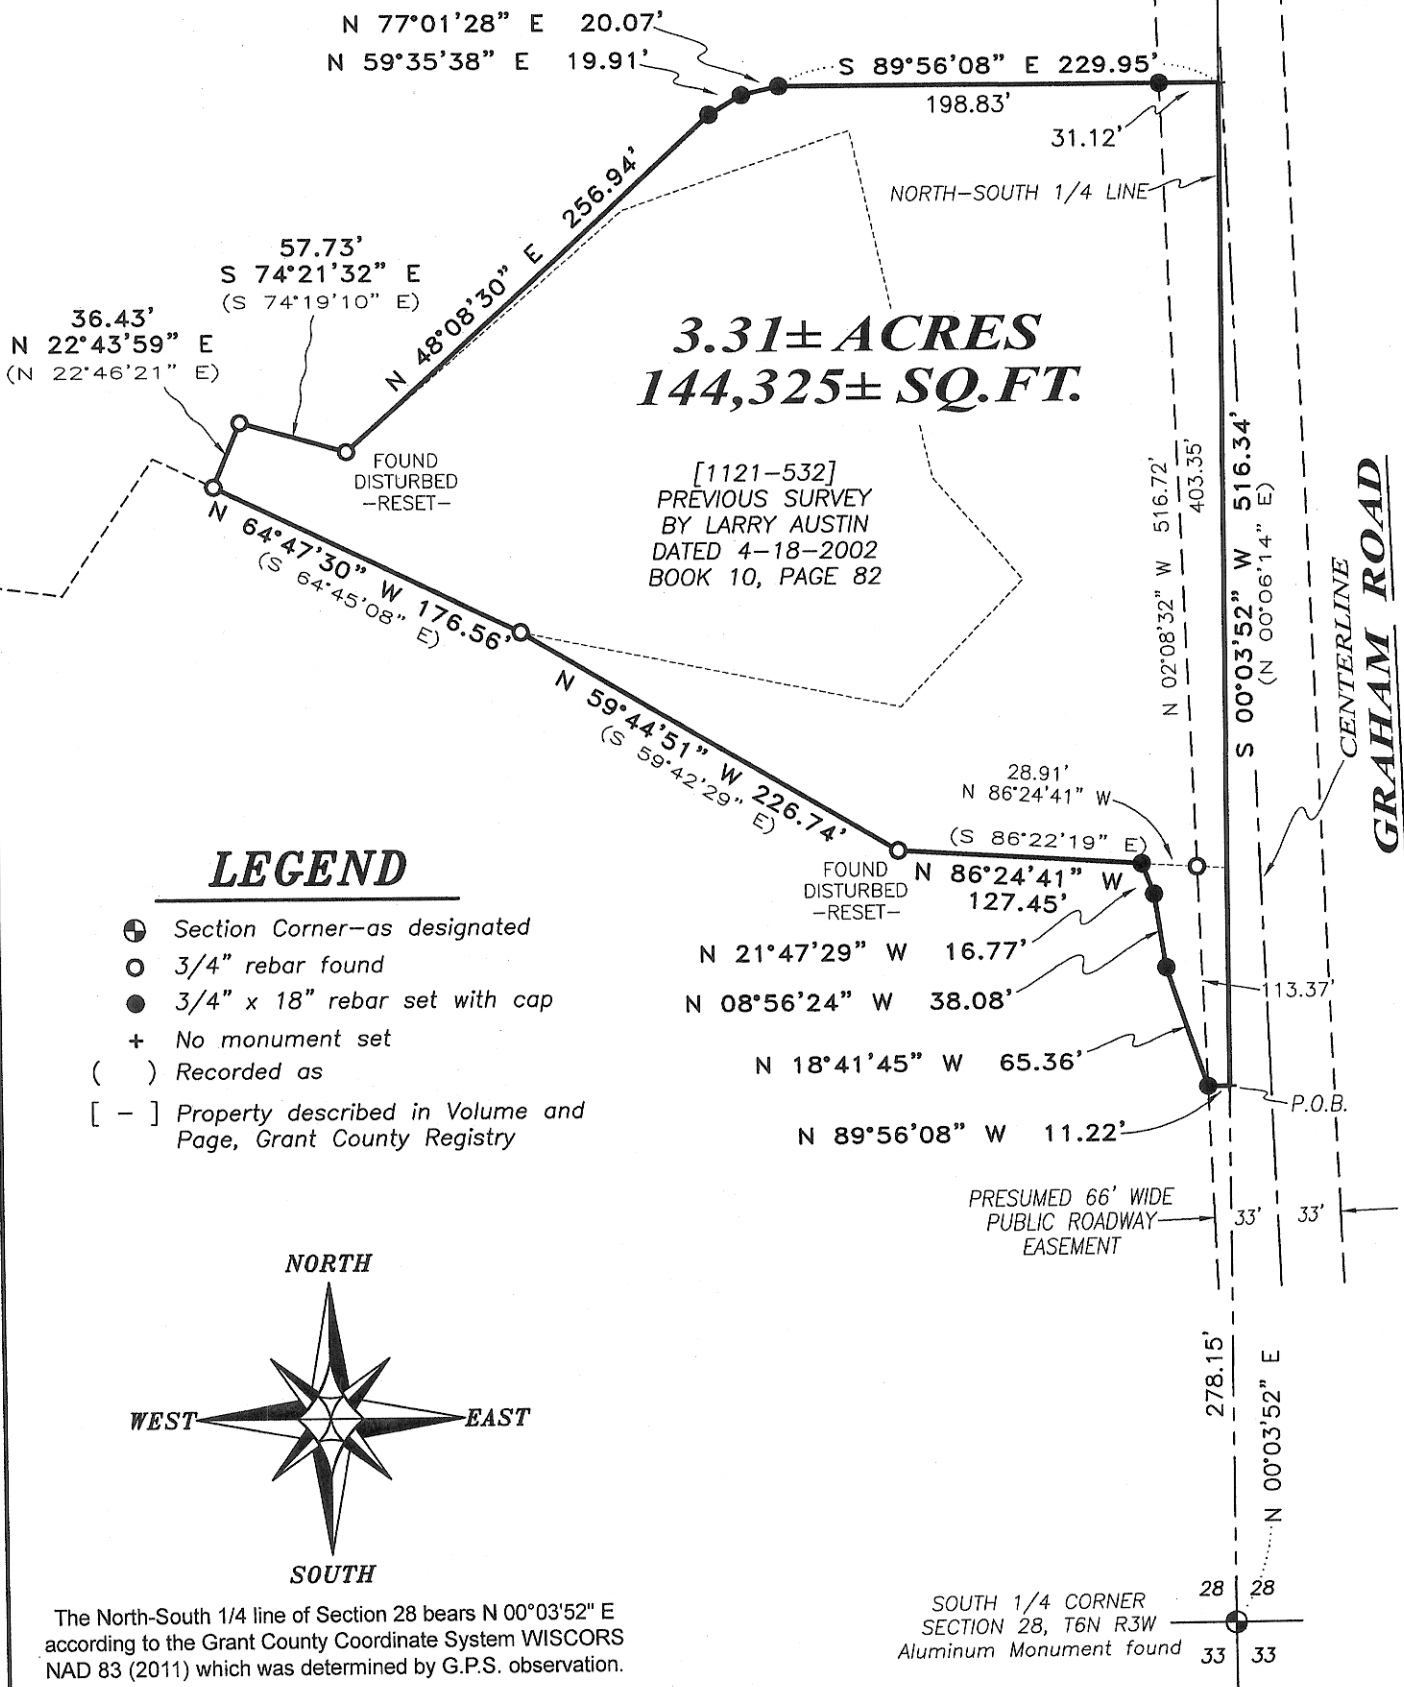 N 77°01'28" E 20.07'
N 59°35'38" E 19.91'
S 89°56'08" E 229.95'
198.83'
31.12'
NORTH-SOUTH 1/4 LINE
N 48°08'30" E 256.94'
57.73'
S 74°21'32" E
(S 74°19'10" E)
36.43'
N 22°43'59" E
(N 22°46'21" E)
3.31± ACRES
144,325± SQ.FT.
FOUND
DISTURBED
-RESET-
[1121-532]
PREVIOUS SURVEY
BY LARRY AUSTIN
DATED 4-18-2002
BOOK 10, PAGE 82
N 64°47'30" W 176.56'
(S 64°45'08" E)
N 59°44'51" W 226.74'
(S 59°42'29" E)
N 02°08'32" W 516.72'
403.35'
S 00°03'52" W 516.34'
(N 00°06'14" E)
CENTERLINE
GRAHAM ROAD
28.91'
N 86°24'41" W
(S 86°22'19" E)
N 86°24'41" W
127.45'
FOUND
DISTURBED
-RESET-
N 21°47'29" W 16.77'
N 08°56'24" W 38.08'
113.37'
N 18°41'45" W 65.36'
P.O.B.
N 89°56'08" W 11.22'
PRESUMED 66' WIDE
PUBLIC ROADWAY
EASEMENT
33' 33'
LEGEND
Section Corner-as designated
3/4" rebar found
3/4" x 18" rebar set with cap
+ No monument set
( ) Recorded as
[ - ] Property described in Volume and
Page, Grant County Registry
NORTH
WEST EAST
SOUTH
278.15'
N 00°03'52" E
The North-South 1/4 line of Section 28 bears N 00°03'52" E
according to the Grant County Coordinate System WISCORS
NAD 83 (2011) which was determined by G.P.S. observation.
SOUTH 1/4 CORNER
SECTION 28, T6N R3W
Aluminum Monument found
28 28
33 33